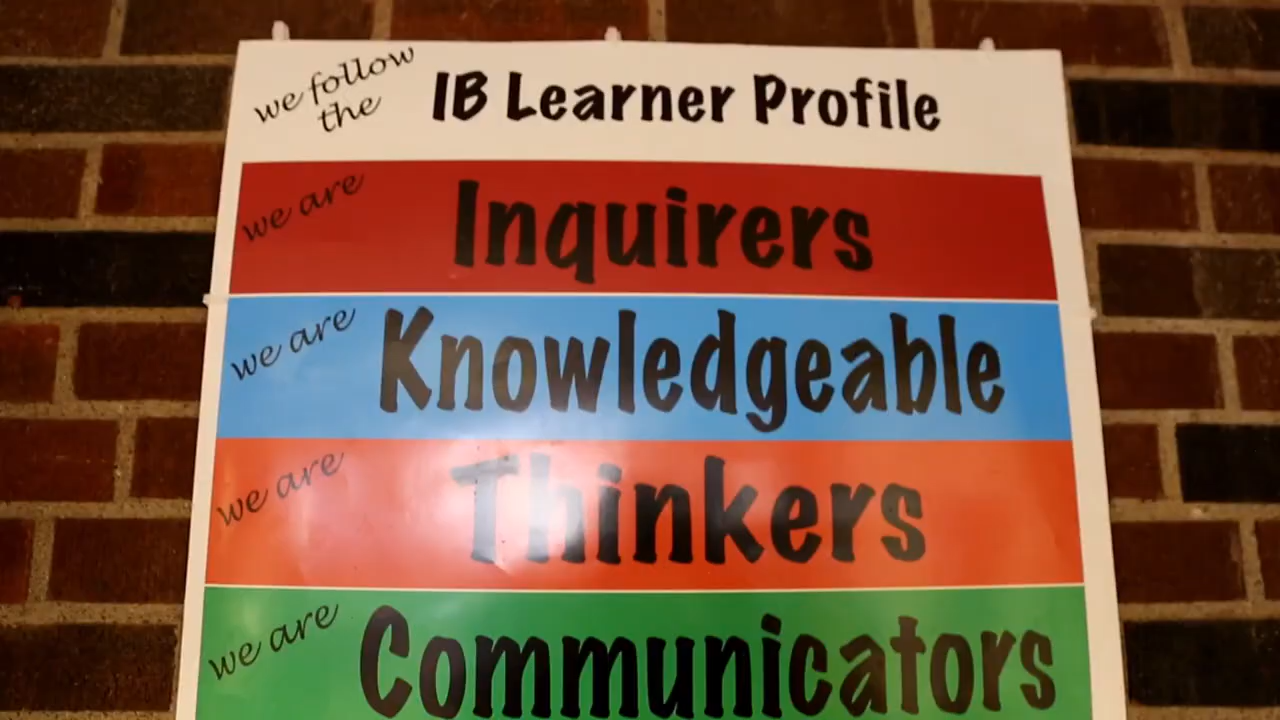 we follow
the IB Learner Profile
we are Inquirers
we are Knowledgeable
we are Thinkers
we are Communicators